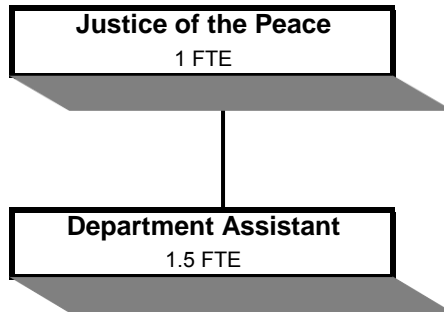 Justice of the Peace
1 FTE
Department Assistant
1.5 FTE